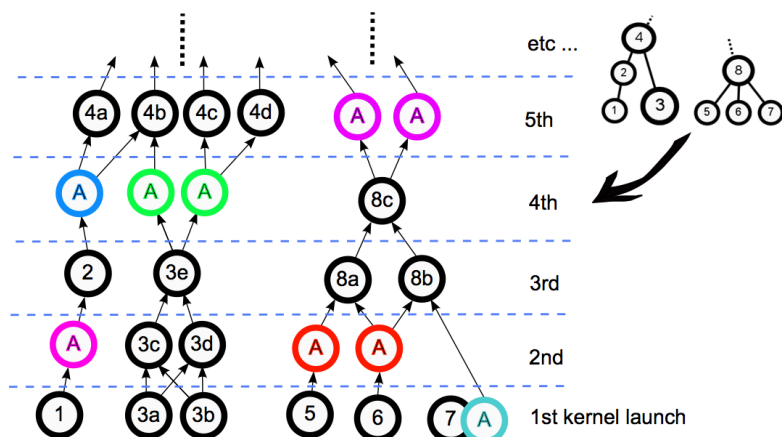 etc ...
4
2
1
3
8
5 6 7
4a 4b 4c 4d A A 5th
A A A 8c 4th
2 3e 8a 8b 3rd
A 3c 3d A A 2nd
1 3a 3b 5 6 7 A 1st kernel launch